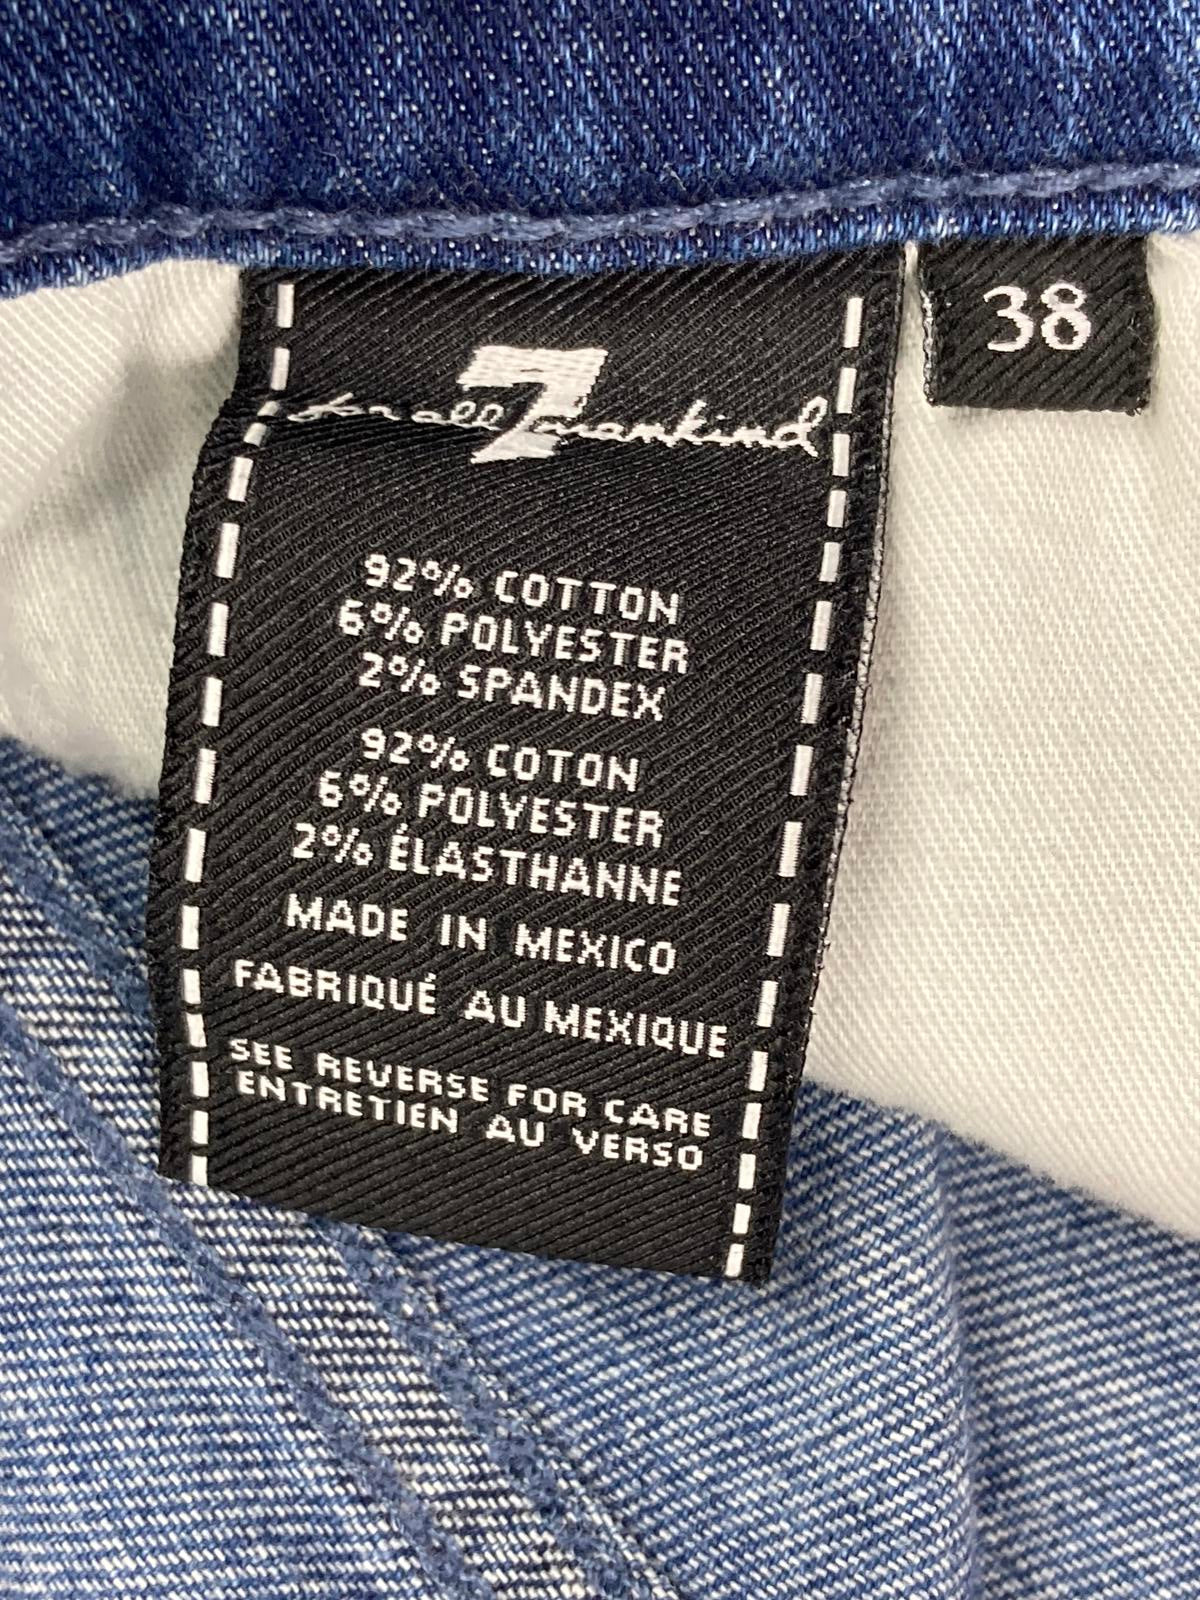 for all 7 mankind
38
92% COTTON
6% POLYESTER
2% SPANDEX
92% COTON
6% POLYESTER
2% ÉLASTHANNE
MADE IN MEXICO
FABRIQUÉ AU MEXIQUE
SEE REVERSE FOR CARE
ENTRETIEN AU VERSO